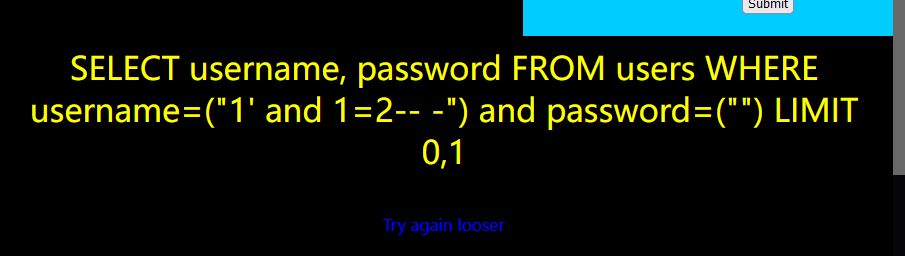 Submit
SELECT username, password FROM users WHERE
username=("1' and 1=2-- -") and password=("") LIMIT
0,1
Try again looser